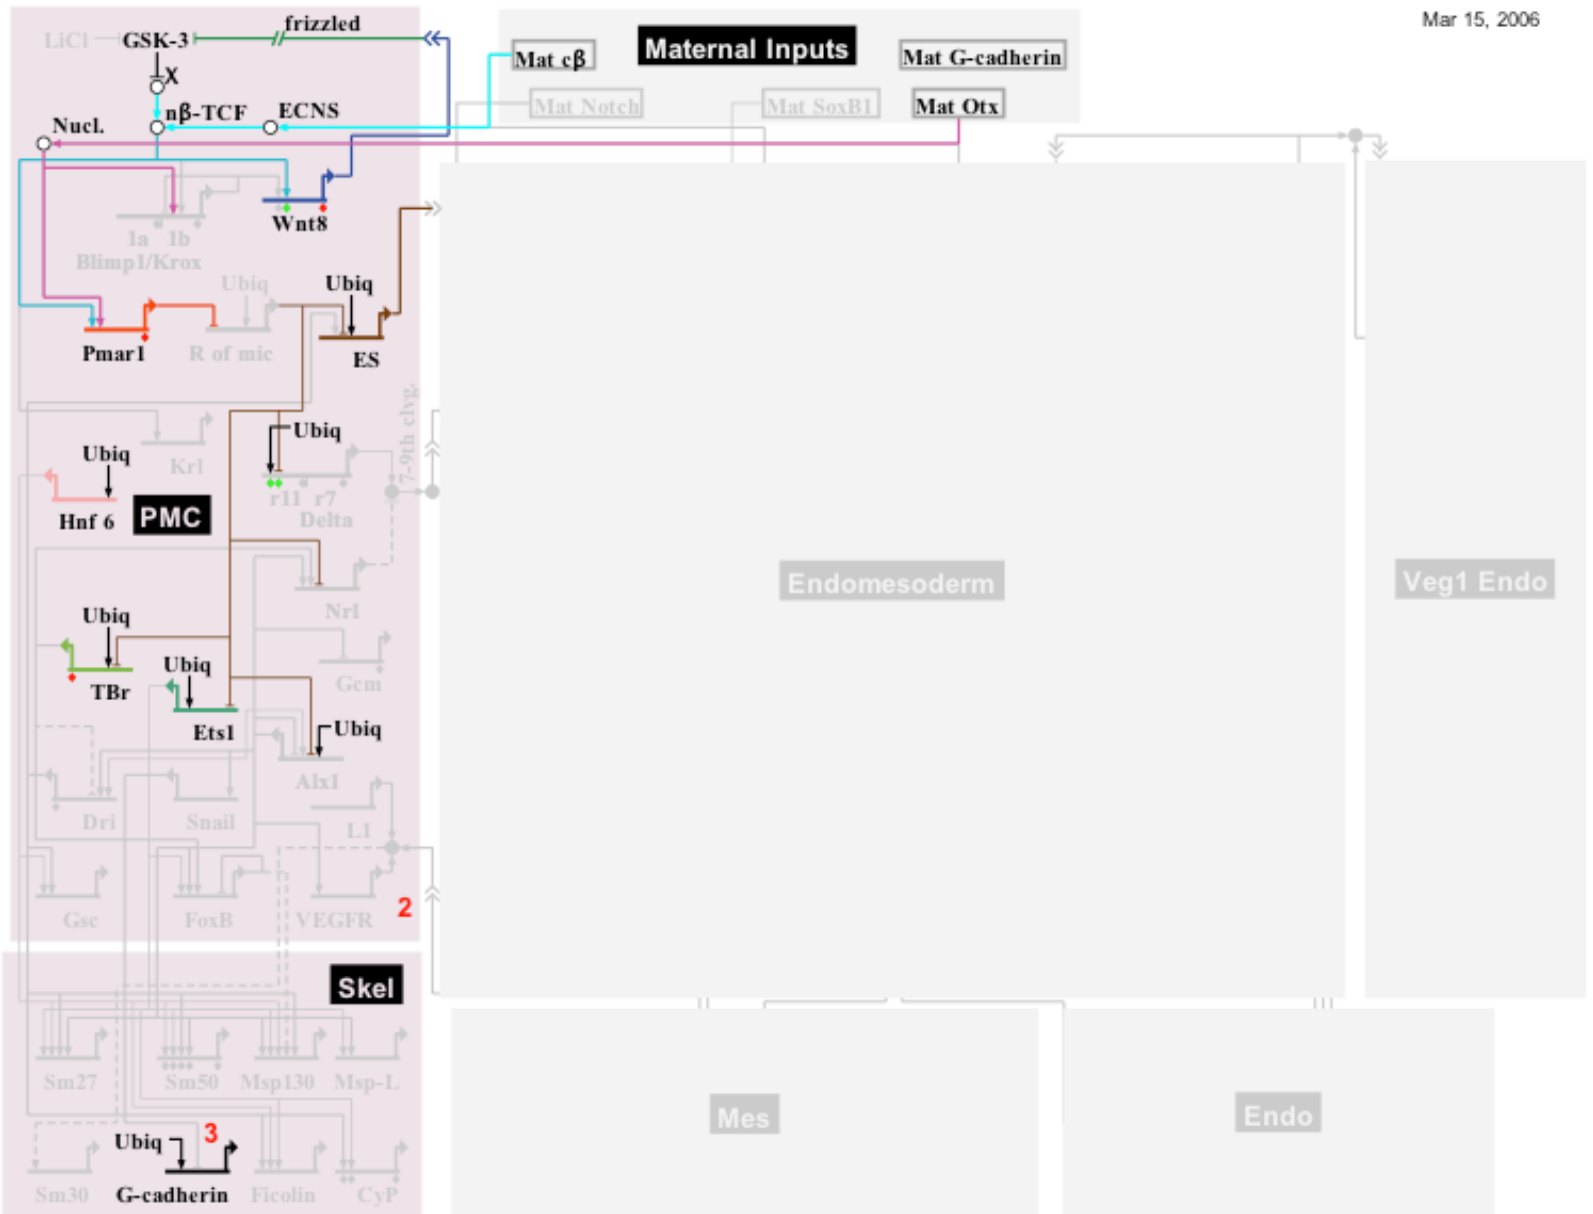 Mar 15, 2006
LiCl GSK-3 frizzled
χ
Mat cβ Maternal Inputs Mat G-cadherin
Mat Notch Mat SoxB1 Mat Otx
Nucl. nβ-TCF ECNS
Wnt8
1a 1b
Blimp1/Krox
Ubiq Ubiq
Pmar1 R of mic ES
7-9th clvg.
Ubiq
Krl
Ubiq
r11 r7
Delta
Hnf 6 PMC
Endomesoderm
Veg1 Endo
Nrl
Ubiq
TBr
Ubiq
Gcm
Ets1
Ubiq
Alx1
Dri Snail L1
Gsc FoxB VEGFR 2
Skel
Sm27 Sm50 Msp130 Msp-L
Mes
Endo
Ubiq 3
Sm30 G-cadherin Ficolin CyP